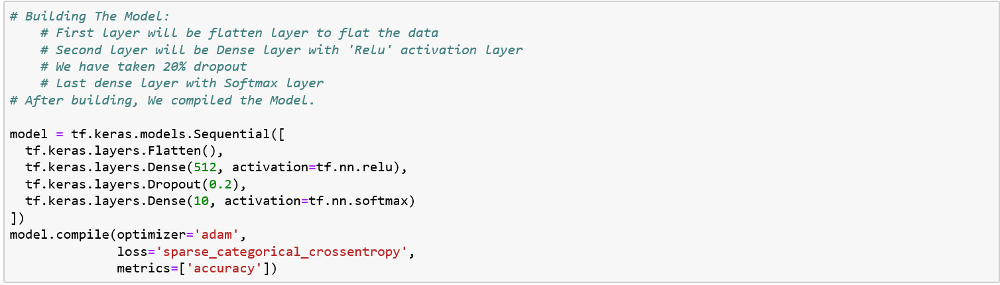 # Building The Model:
    # First layer will be flatten layer to flat the data
    # Second layer will be Dense layer with 'Relu' activation layer
    # We have taken 20% dropout
    # Last dense layer with Softmax layer
# After building, We compiled the Model.

model = tf.keras.models.Sequential([
  tf.keras.layers.Flatten(),
  tf.keras.layers.Dense(512, activation=tf.nn.relu),
  tf.keras.layers.Dropout(0.2),
  tf.keras.layers.Dense(10, activation=tf.nn.softmax)
])
model.compile(optimizer='adam',
              loss='sparse_categorical_crossentropy',
              metrics=['accuracy'])